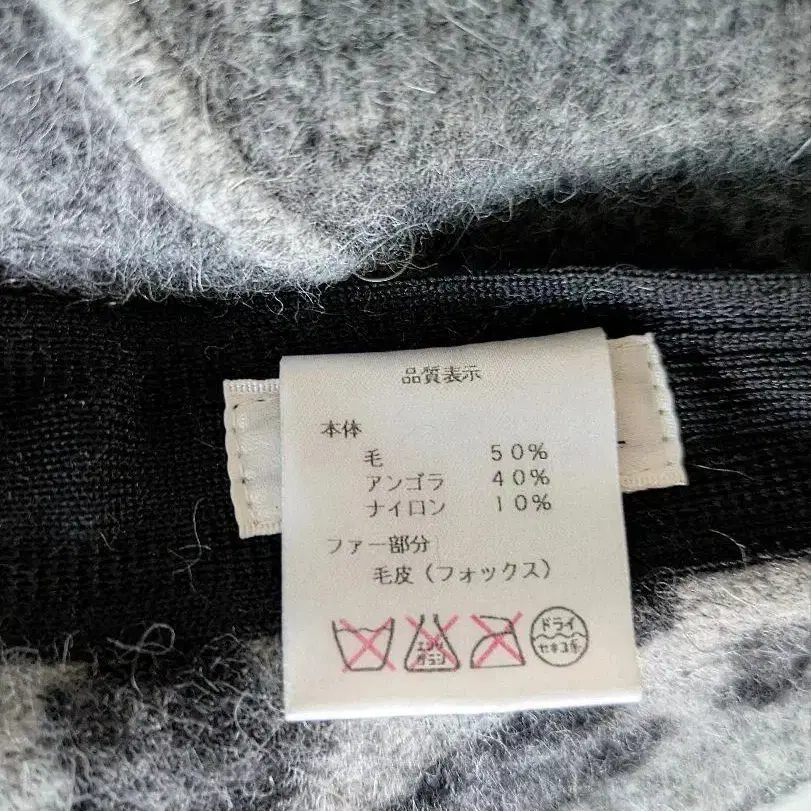 品質表示
本体
毛 50%
アンゴラ 40%
ナイロン 10%
ファー部分
毛皮(フォックス)
エンソ
サラシ
ドライ
セキユ系